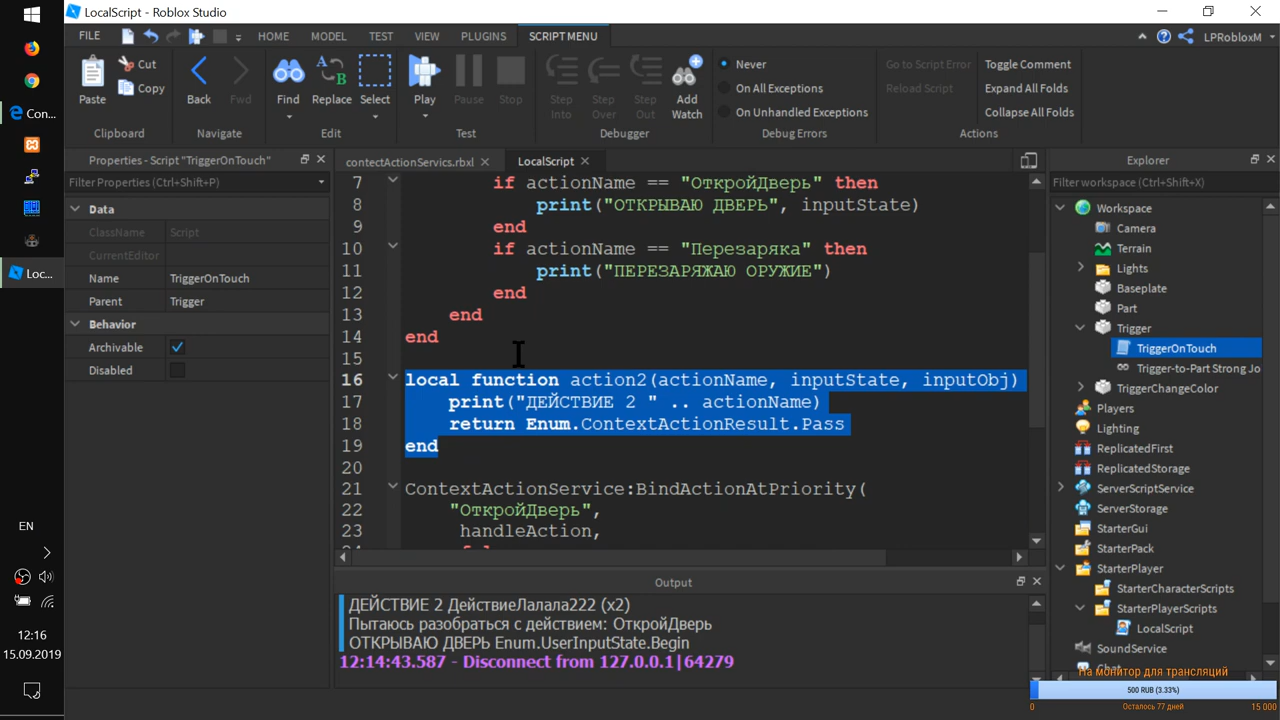 LocalScript - Roblox Studio
FILE HOME MODEL TEST VIEW PLUGINS SCRIPT MENU LPRobloxM
Paste Cut Copy Clipboard
Back Fwd Navigate
Find Replace Select Edit
Play Pause Stop Test
Step Into Step Over Step Out Add Watch Debugger
Never
On All Exceptions
On Unhandled Exceptions
Debug Errors
Go to Script Error
Reload Script
Toggle Comment
Expand All Folds
Collapse All Folds
Actions
Con...
Loc...
EN
12:16
15.09.2019
Properties - Script "TriggerOnTouch"
Filter Properties (Ctrl+Shift+P)
Data
ClassName Script
CurrentEditor
Name TriggerOnTouch
Parent Trigger
Behavior
Archivable
Disabled
contectActionServics.rbxl LocalScript
7 if actionName == "ОткройДверь" then
8 print("ОТКРЫВАЮ ДВЕРЬ", inputState)
9 end
10 if actionName == "Перезаряка" then
11 print("ПЕРЕЗАРЯЖАЮ ОРУЖИЕ")
12 end
13 end
14 end
15
16 local function action2(actionName, inputState, inputObj)
17 print("ДЕЙСТВИЕ 2 " .. actionName)
18 return Enum.ContextActionResult.Pass
19 end
20
21 ContextActionService:BindActionAtPriority(
22 "ОткройДверь",
23 handleAction,
Output
ДЕЙСТВИЕ 2 ДействиеЛалала222 (x2)
Пытаюсь разобраться с действием: ОткройДверь
ОТКРЫВАЮ ДВЕРЬ Enum.UserInputState.Begin
12:14:43.587 - Disconnect from 127.0.0.1|64279
Explorer
Filter workspace (Ctrl+Shift+X)
Workspace
Camera
Terrain
Lights
Baseplate
Part
Trigger
TriggerOnTouch
Trigger-to-Part Strong Jo
TriggerChangeColor
Players
Lighting
ReplicatedFirst
ReplicatedStorage
ServerScriptService
ServerStorage
StarterGui
StarterPack
StarterPlayer
StarterCharacterScripts
StarterPlayerScripts
LocalScript
SoundService
Chat
На монитор для трансляций
500 RUB (3.33%)
0 Осталось 77 дней 15 000